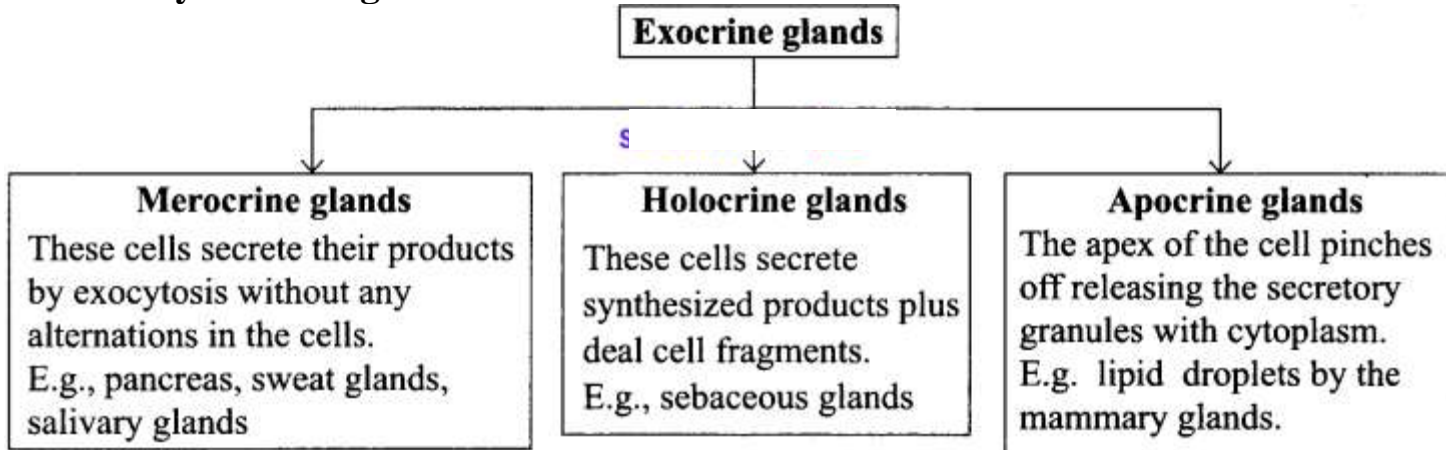 Exocrine glands
s
Merocrine glands
These cells secrete their products
by exocytosis without any
alternations in the cells.
E.g., pancreas, sweat glands,
salivary glands
Holocrine glands
These cells secrete
synthesized products plus
deal cell fragments.
E.g., sebaceous glands
Apocrine glands
The apex of the cell pinches
off releasing the secretory
granules with cytoplasm.
E.g. lipid droplets by the
mammary glands.